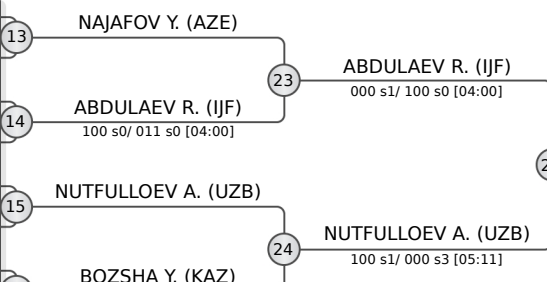 NAJAFOV Y. (AZE)
13
23
ABDULAEV R. (IJF)
000 s1/ 100 s0 [04:00]
ABDULAEV R. (IJF)
14
100 s0/ 011 s0 [04:00]
NUTFULLOEV A. (UZB)
15
24
NUTFULLOEV A. (UZB)
100 s1/ 000 s3 [05:11]
BOZSHA Y. (KAZ)